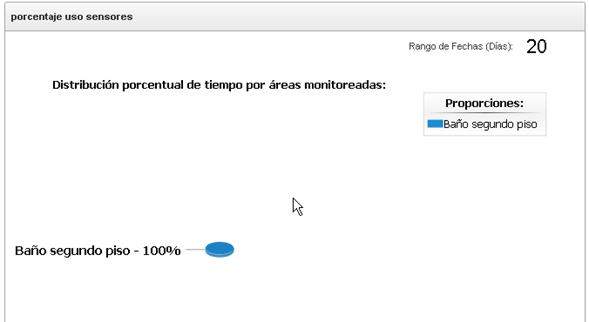 porcentaje uso sensores
Rango de Fechas (Días): 20
Distribución porcentual de tiempo por áreas monitoreadas:
Proporciones:
Baño segundo piso
Baño segundo piso - 100%